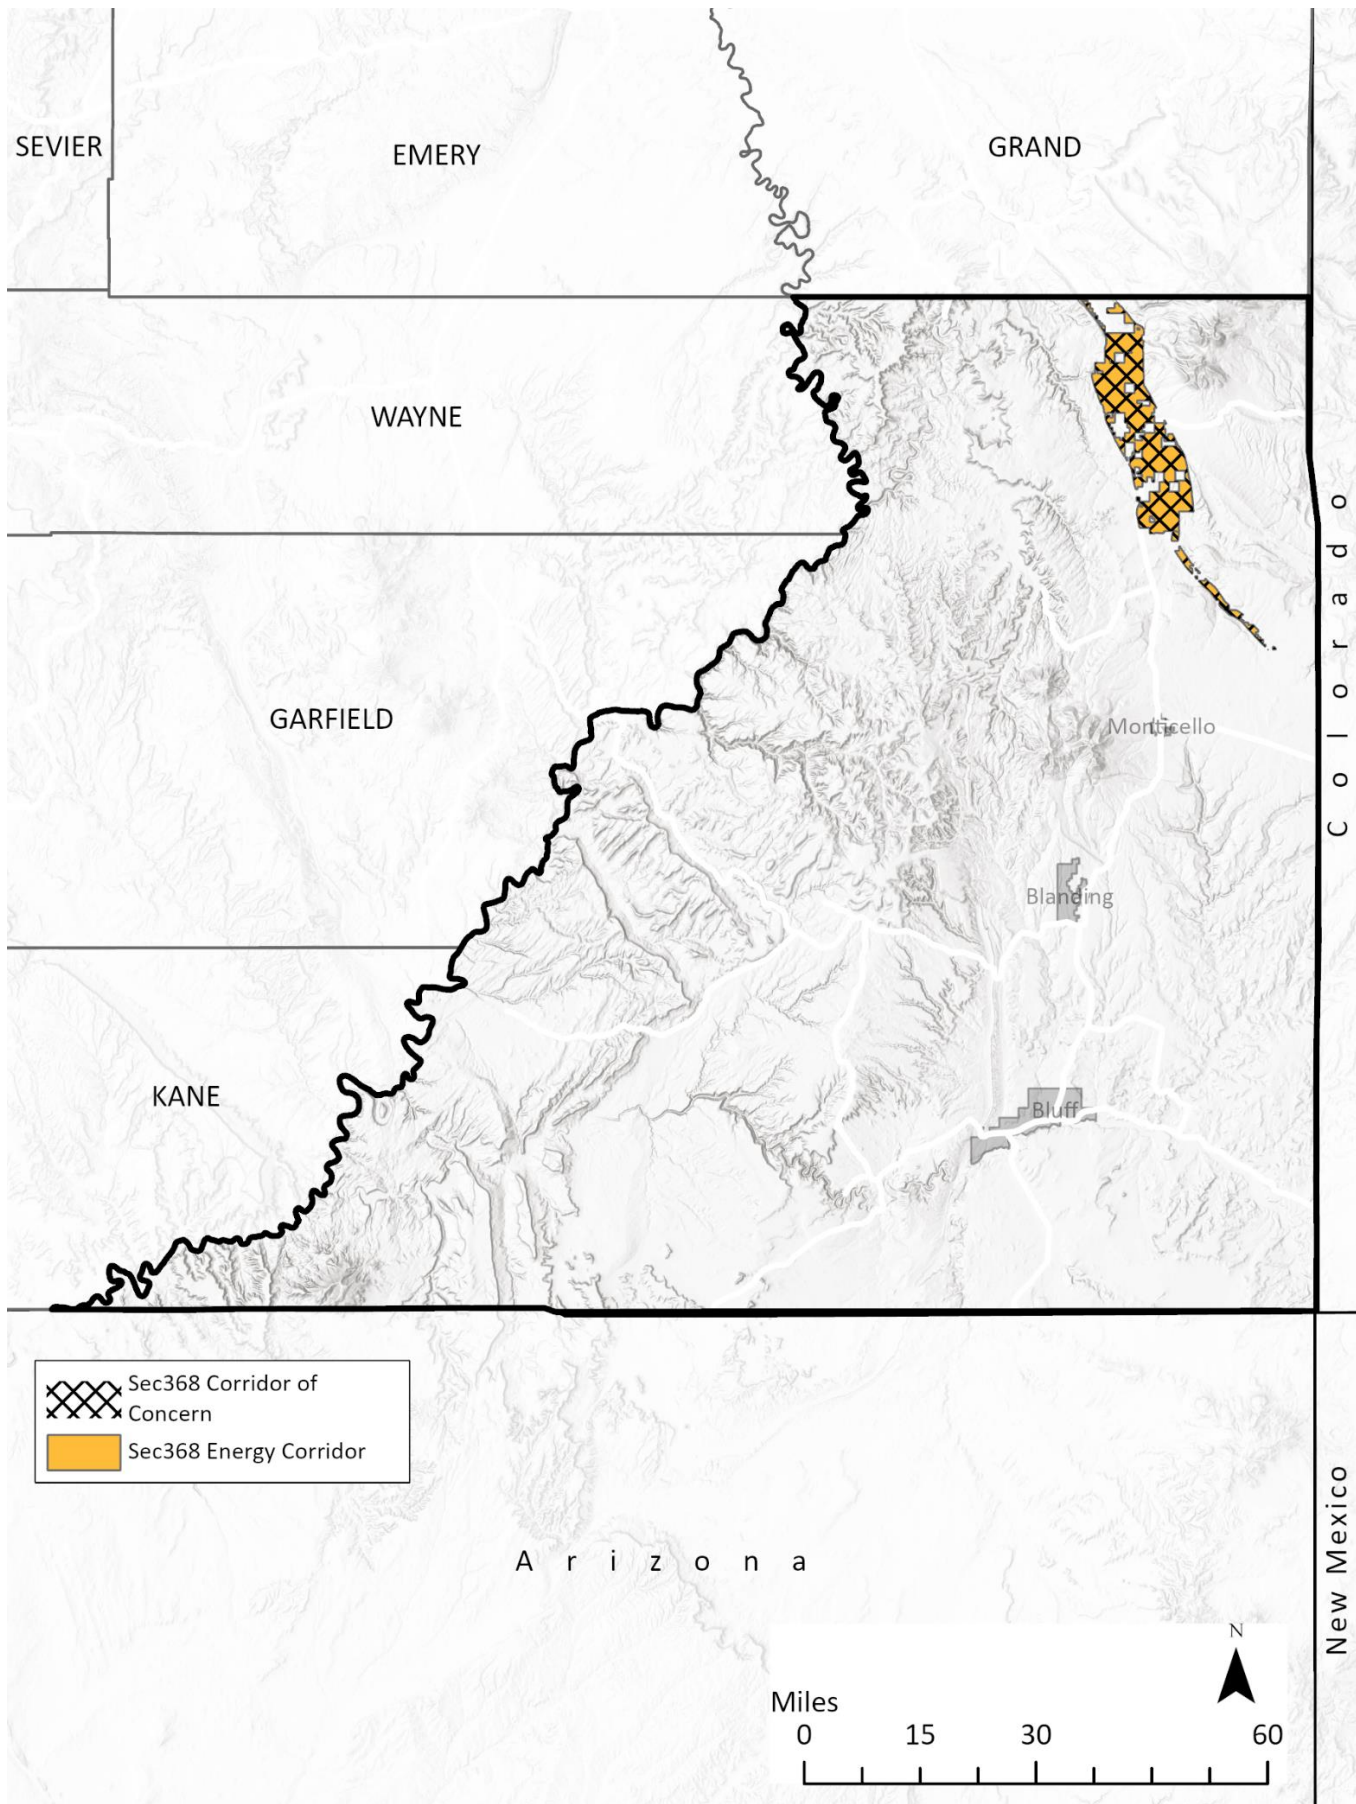 SEVIER
EMERY
GRAND
WAYNE
GARFIELD
Monticello
Colorado
Blanding
KANE
Bluff
Sec368 Corridor of
Concern
Sec368 Energy Corridor
Arizona
New Mexico
N
Miles
0 15 30 60